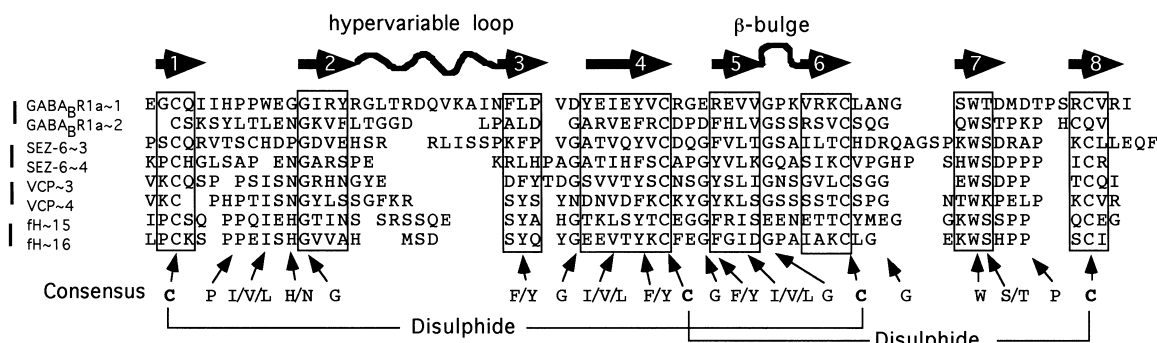 hypervariable loop β-bulge
1 2 3 4 5 6 7 8
GABABR1a~1 EGCQIIHPPWEGGIRYRGLTRDQVKAINFLP VDYEIEYVCRGEREVVGPKVRKCLANG SWTDMDTPSRCVRI
GABABR1a~2 CSKSYLTLENGKVFLTGGD LPALD GARVEFRCDPDFHLVGSSRSVCSQG QWSTPKP HCQV
SEZ-6~3 PSCQRVTSCHDPGDVEHSR RLISSPKFPV GATVQYVCDQGFVLTGSAILTCHDRQAGSPKWSDRAP KCLLEQF
SEZ-6~4 KPCHGLSAP ENGARSPE KRLHPAGATIHFSCAPGYVLKGQASIKCVPGHP SHWSDPPP ICR
VCP~3 VKCQSP PSISNGRHNGYE DFYTDGSVVTYSCNSGYSLIGNSGVLCSGG EWSDPP TCQI
VCP~4 VKC PHPTISNGYLSSGFKR SYS YNDNVDFKCKYGYKLSGSSSSTCSPG NTWKPELP KCVR
fH~15 IPCSQ PPQIEHGTINS SRSSQE SYA HGTKLSYTCEGGFRISEENETTCYMEG GKWSSPP QCEG
fH~16 LPCKS PPEISHGVVAH MSD SYQ YGEEVTYKCFEGFGIDGPAIAKCLG EKWSHPP SCI
Consensus C P I/V/L H/N G F/Y G I/V/L F/Y C G F/Y I/V/L G C G W S/T P C
Disulphide
Disulphide